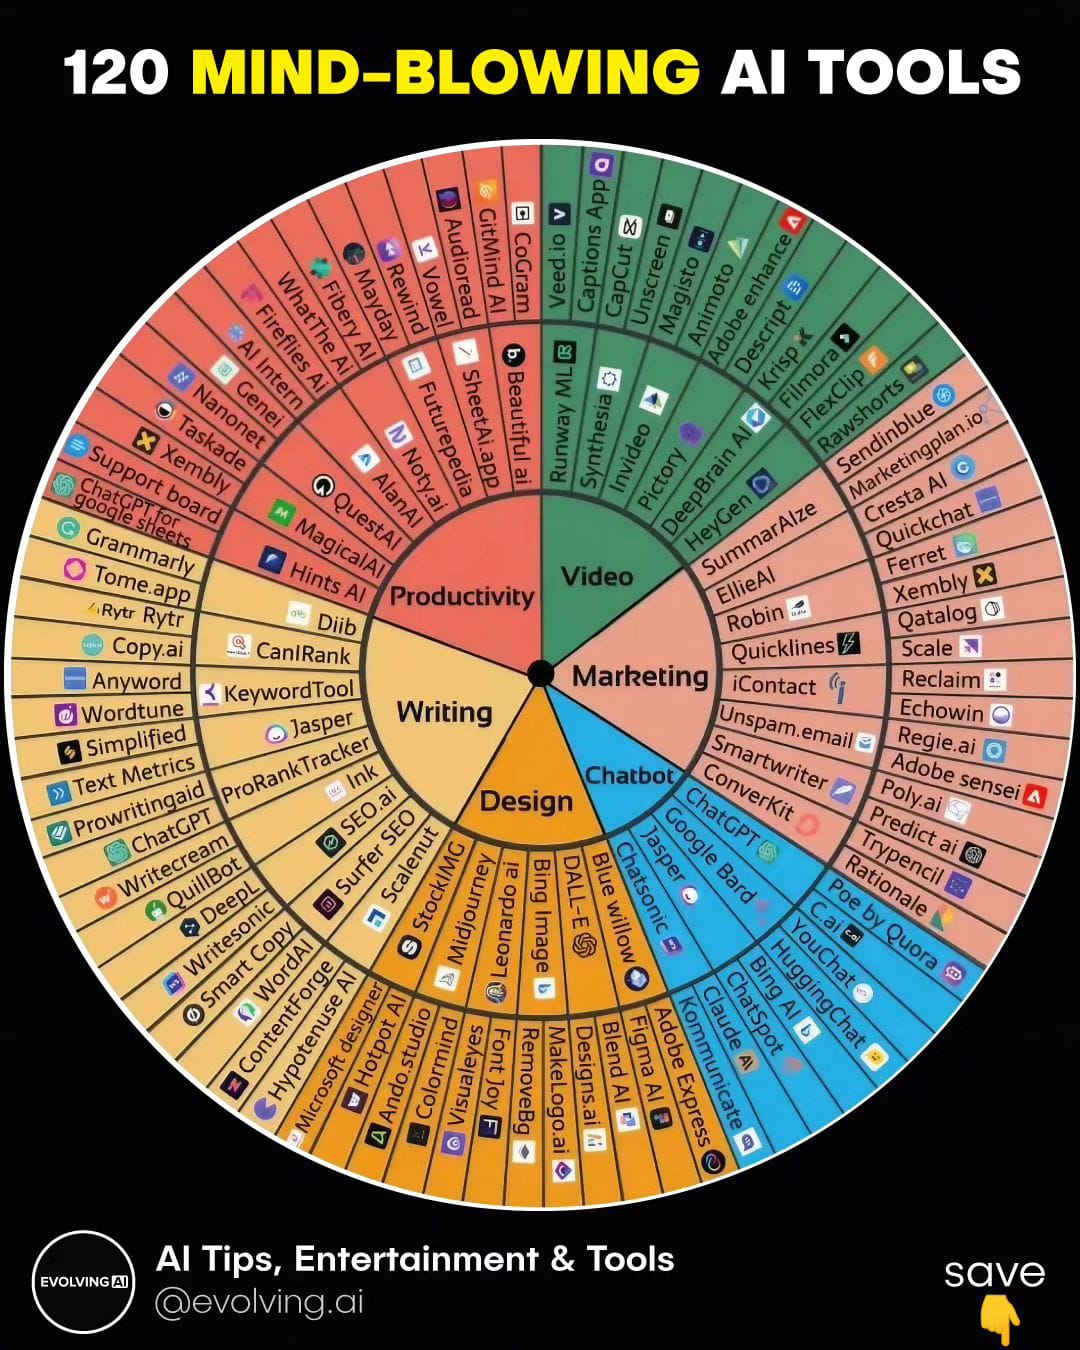 120 MIND-BLOWING AI TOOLS
Productivity
Video
Marketing
Chatbot
Design
Writing
Veed.io
Captions App
CapCut
Unscreen
Magisto
Animoto
Adobe enhance
Descript
Krisp
Fillmora
FlexClip
Rawshorts
Runway ML
Synthesia
Invideo
Pictory
DeepBrain AI
HeyGen
Sendinblue
Marketingplan.io
Cresta AI
Quickchat
Ferret
Xembly
Qatalog
Scale
Reclaim
Echowin
Regie.ai
Adobe sensei
Poly.ai
Predict ai
Trypencil
Rationale
SummarAIze
EllieAI
Robin
Quicklines
iContact
Unspam.email
Smartwriter
ConverKit
Poe by Quora
C.ai
c.ai
YouChat
HuggingChat
Bing AI
ChatSpot
Claude
AI
Kommunicate
ChatGPT
Google Bard
Jasper
Chatsonic
Adobe Express
Figma AI
Blend AI
Designs.ai
MakeLogo.ai
RemoveBg
Font Joy
Visualeyes
Colormind
Ando.studio
Hotpot AI
Microsoft designer
Blue willow
DALL-E
Bing Image
Leonardo ai
Midjourney
StockIMG
Hypotenuse AI
ContentForge
WordAI
Smart Copy
Writesonic
DeepL
QuillBot
Writecream
ChatGPT
Prowritingaid
Text Metrics
Simplified
Wordtune
Anyword
Copy.ai
Rytr Rytr
Tome.app
Grammarly
Scalenut
Surfer SEO
SEO.ai
Ink
ProRankTracker
Jasper
KeywordTool
CanIRank
Diib
ChatGPT for
google sheets
Support board
Xembly
Taskade
Nanonet
Genei
AI Intern
Fireflies Ai
WhatThe Ai
Fibery AI
Mayday
Rewind
Vowel
Audioread
GitMind AI
CoGram
Hints AI
MagicalAI
QuestAI
AlanAI
Noty.ai
Futurepedia
SheetAi.app
Beautiful ai
EVOLVING AI
AI Tips, Entertainment & Tools
@evolving.ai
save